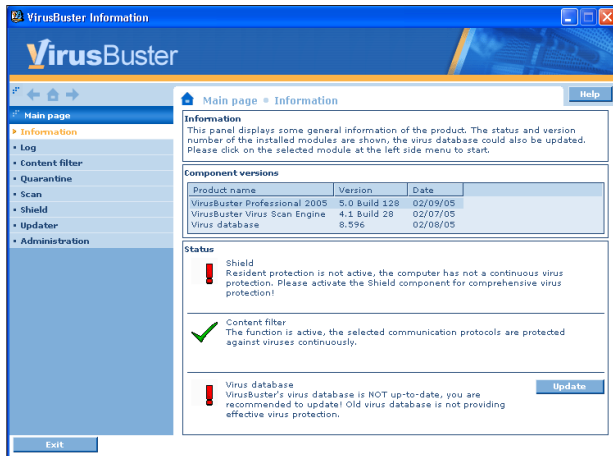 VirusBuster Information
VirusBuster
Help
Main page
Main page Information
Information
Log
Content filter
Quarantine
Scan
Shield
Updater
Administration
Information
This panel displays some general information of the product. The status and version
number of the installed modules are shown, the virus database could also be updated.
Please click on the selected module at the left side menu to start.
Component versions
Product name Version Date
VirusBuster Professional 2005 5.0 Build 128 02/09/05
VirusBuster Virus Scan Engine 4.1 Build 28 02/07/05
Virus database 8.596 02/08/05
Status
Shield
Resident protection is not active, the computer has not a continuous virus
protection. Please activate the Shield component for comprehensive virus
protection!
Content filter
The function is active, the selected communication protocols are protected
against viruses continuously.
Virus database
VirusBuster's virus database is NOT up-to-date, you are
recommended to update! Old virus database is not providing
effective virus protection.
Update
Exit